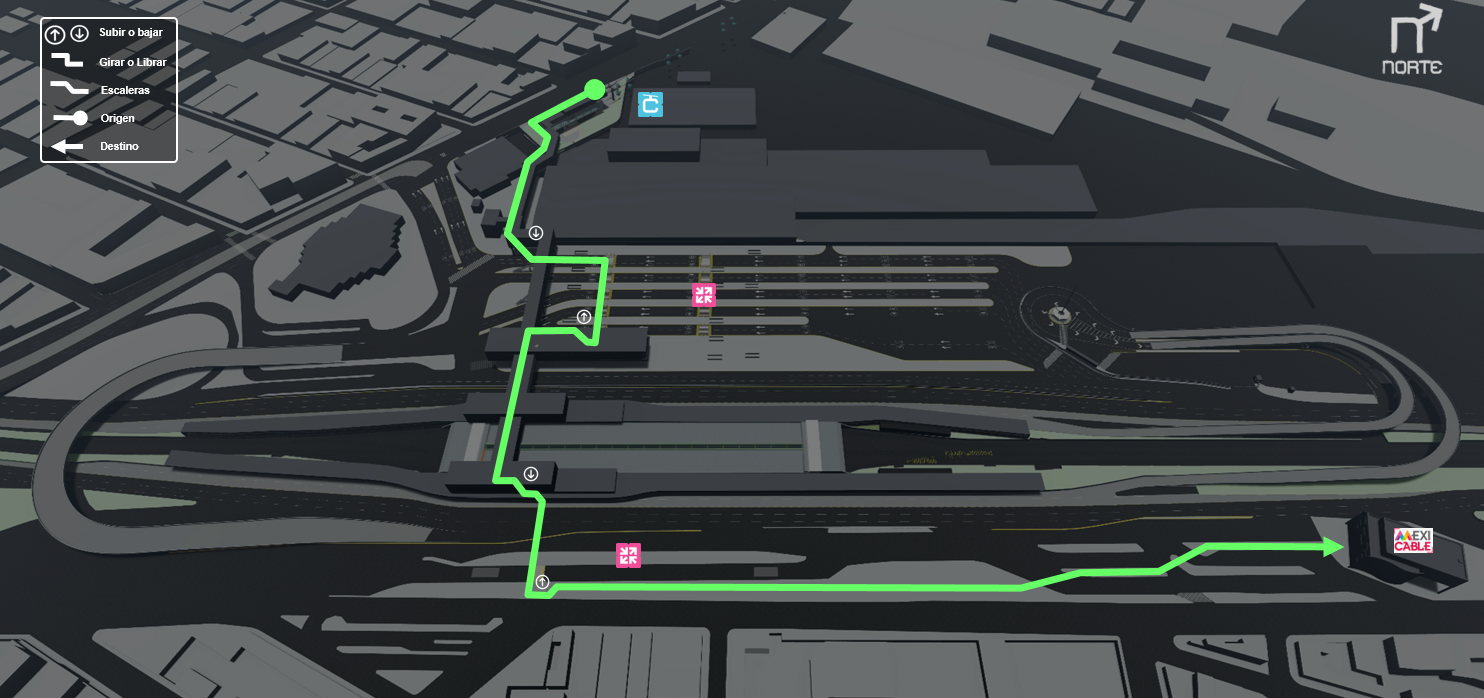 Subir o bajar
Girar o Librar
Escaleras
Origen
Destino
NORTE
MEXI
CABLE